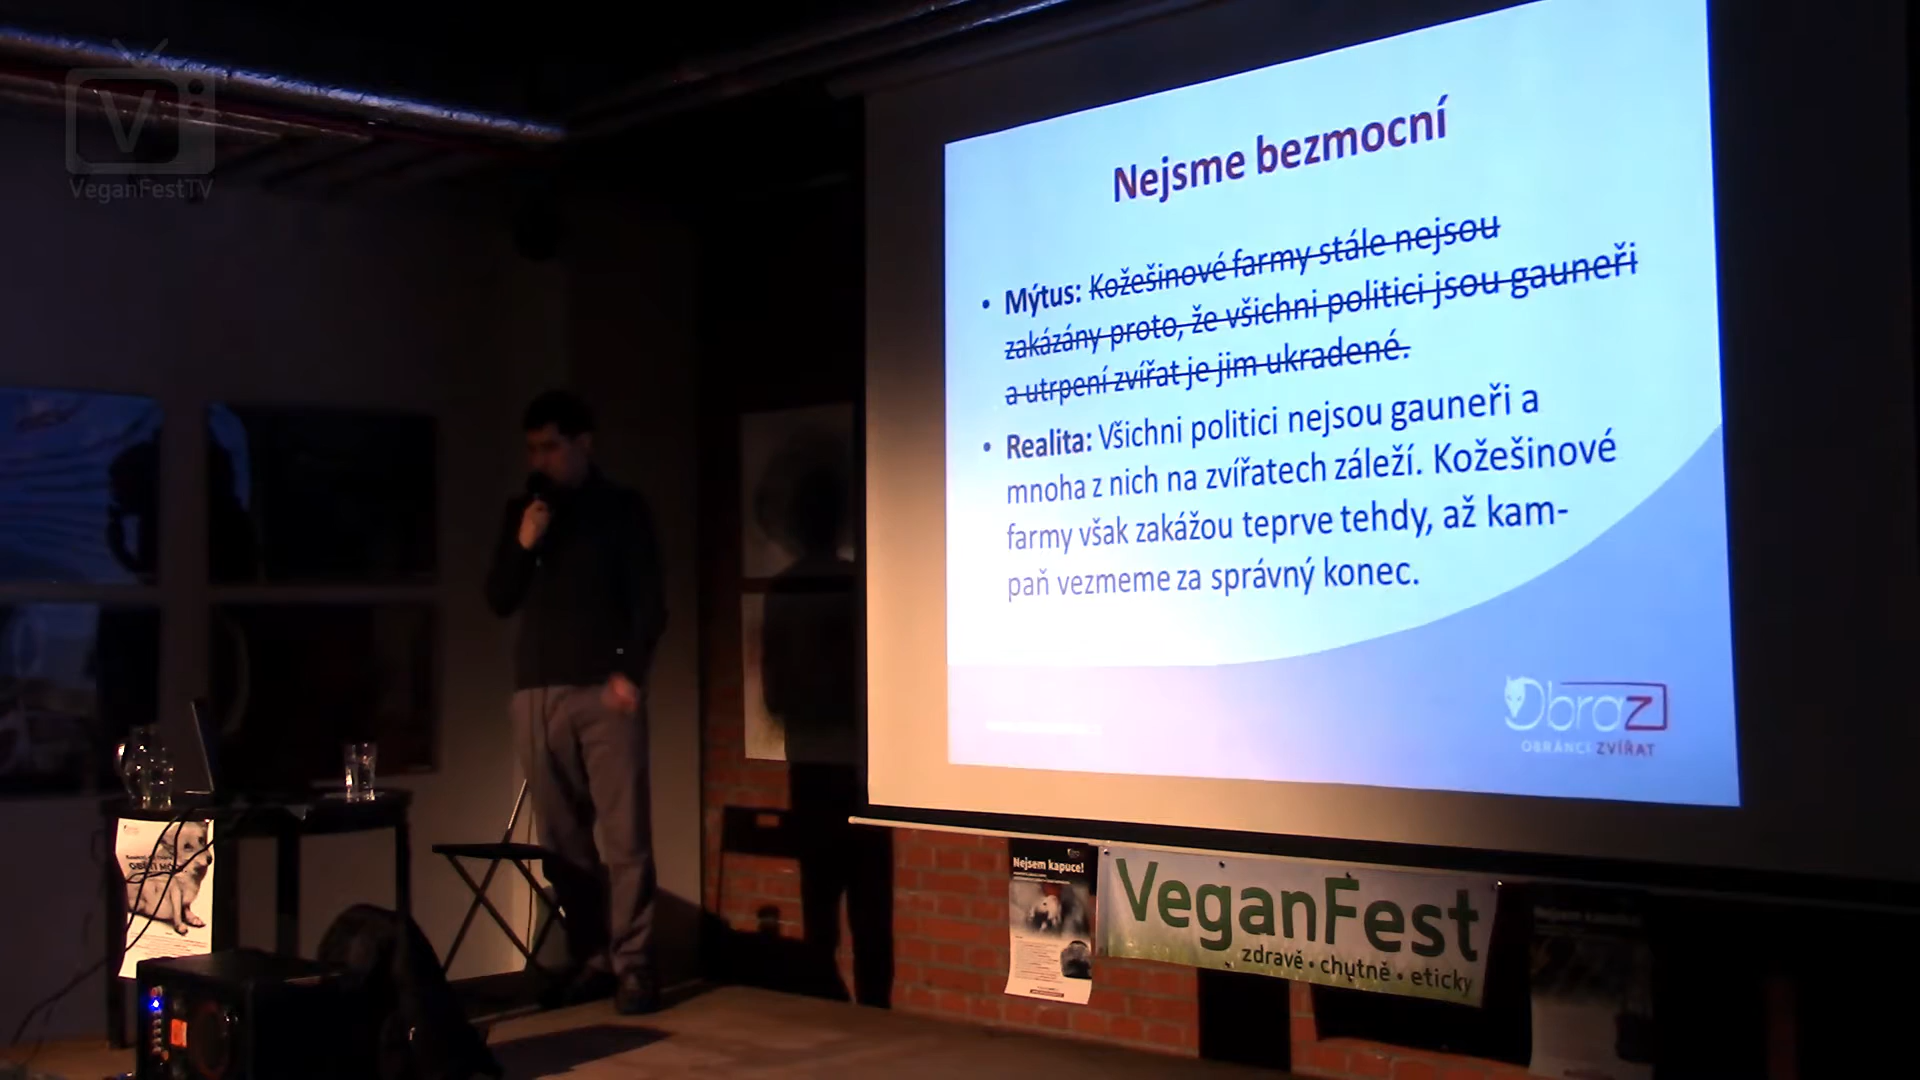 V
VeganFestTV
Nejsme bezmocní
• Mýtus: Kožešinové farmy stále nejsou
zakázány proto, že všichni politici jsou gauneři
a utrpení zvířat je jim ukradené.
• Realita: Všichni politici nejsou gauneři a
mnoha z nich na zvířatech záleží. Kožešinové
farmy však zakážou teprve tehdy, až kam-
paň vezmeme za správný konec.
Obraz
OBRÁNCI ZVÍŘAT
Nejsem kapuce!
VeganFest
zdravě • chutně • eticky